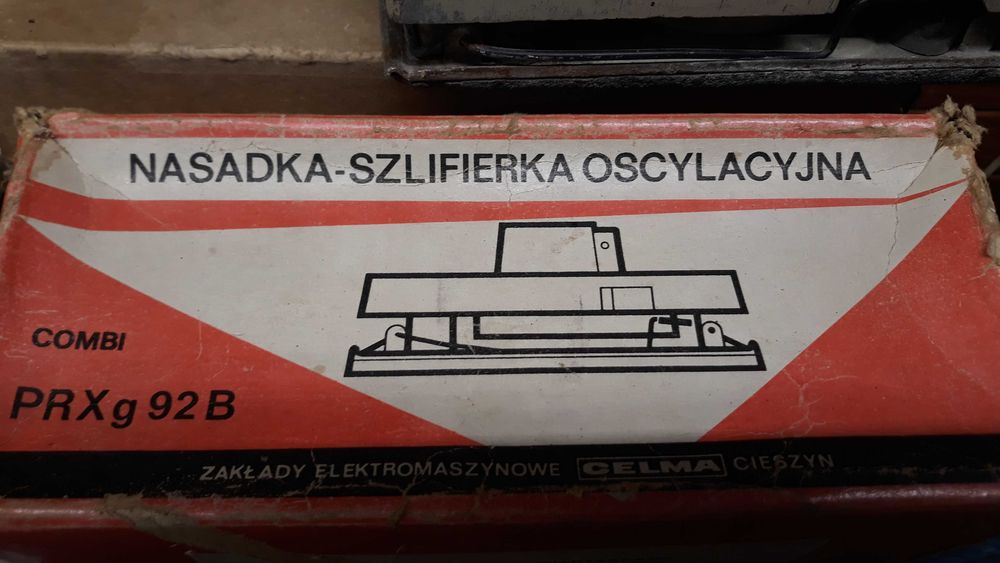 NASADKA-SZLIFIERKA OSCYLACYJNA
COMBI
PRXg 92 B
ZAKŁADY ELEKTROMASZYNOWE CELMA CIESZYN